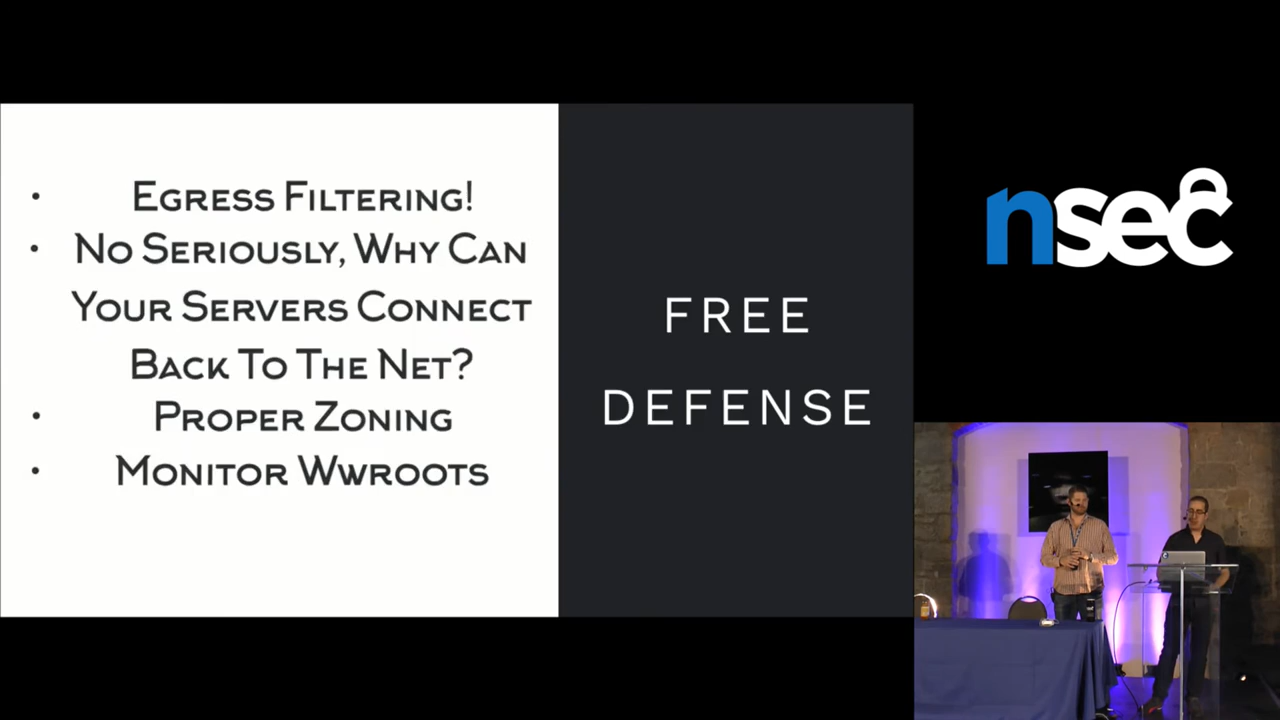 • Egress Filtering!
• No Seriously, Why Can
Your Servers Connect
Back To The Net?
• Proper Zoning
• Monitor Wwroots
FREE
DEFENSE
nsec